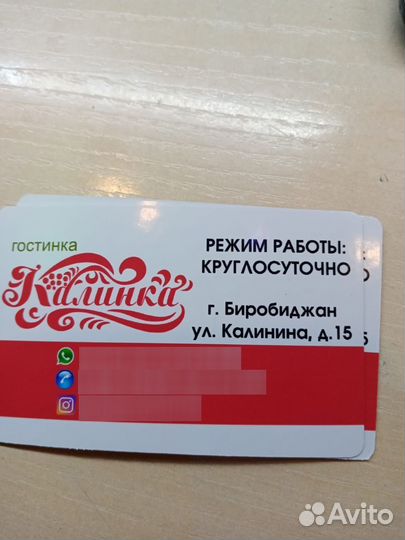 гостинка
Калинка
РЕЖИМ РАБОТЫ:
КРУГЛОСУТОЧНО
г. Биробиджан
ул. Калинина, д.15
Avito